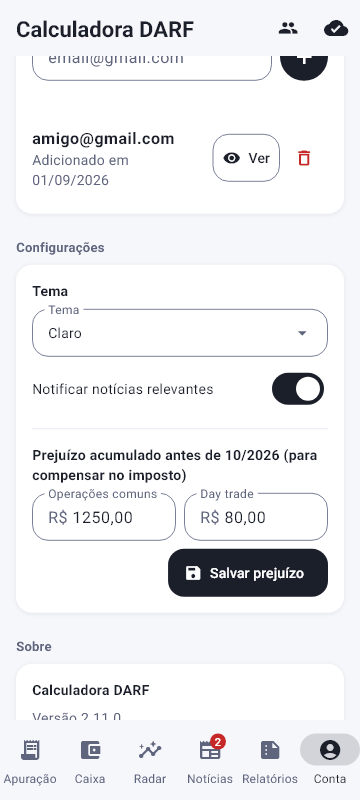 Calculadora DARF
email@gmail.com
amigo@gmail.com
Adicionado em
01/09/2026
Ver
Configurações
Tema
Tema
Claro
Notificar notícias relevantes
Prejuízo acumulado antes de 10/2026 (para
compensar no imposto)
Operações comuns
R$ 1250,00
Day trade
R$ 80,00
Salvar prejuízo
Sobre
Calculadora DARF
Versão 2.11.0
2
Apuração
Caixa
Radar
Notícias
Relatórios
Conta